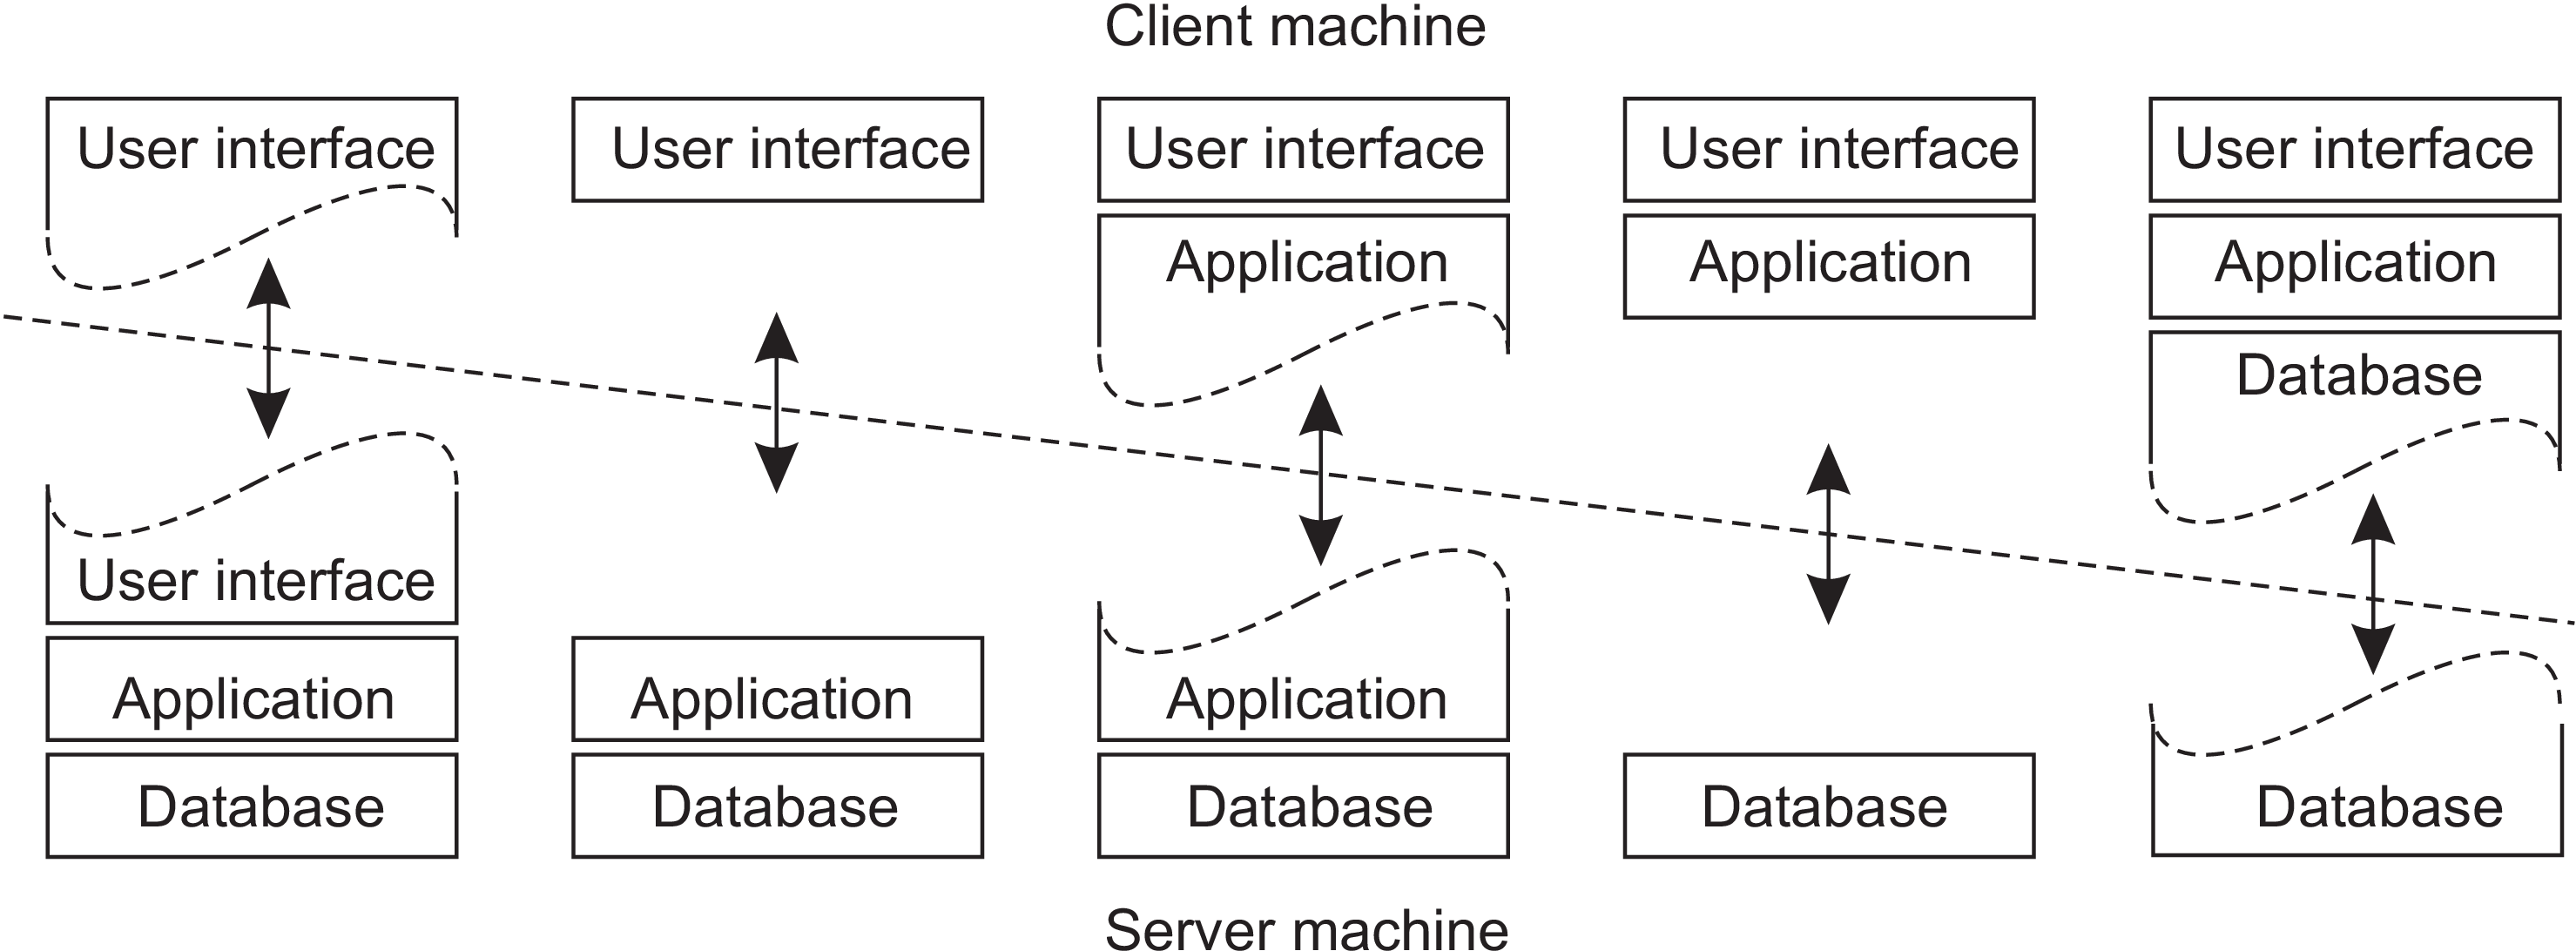 Client machine
User interface
User interface
User interface
User interface
User interface
Application
Application
Application
Database
User interface
Application
Application
Application
Database
Database
Database
Database
Database
Server machine